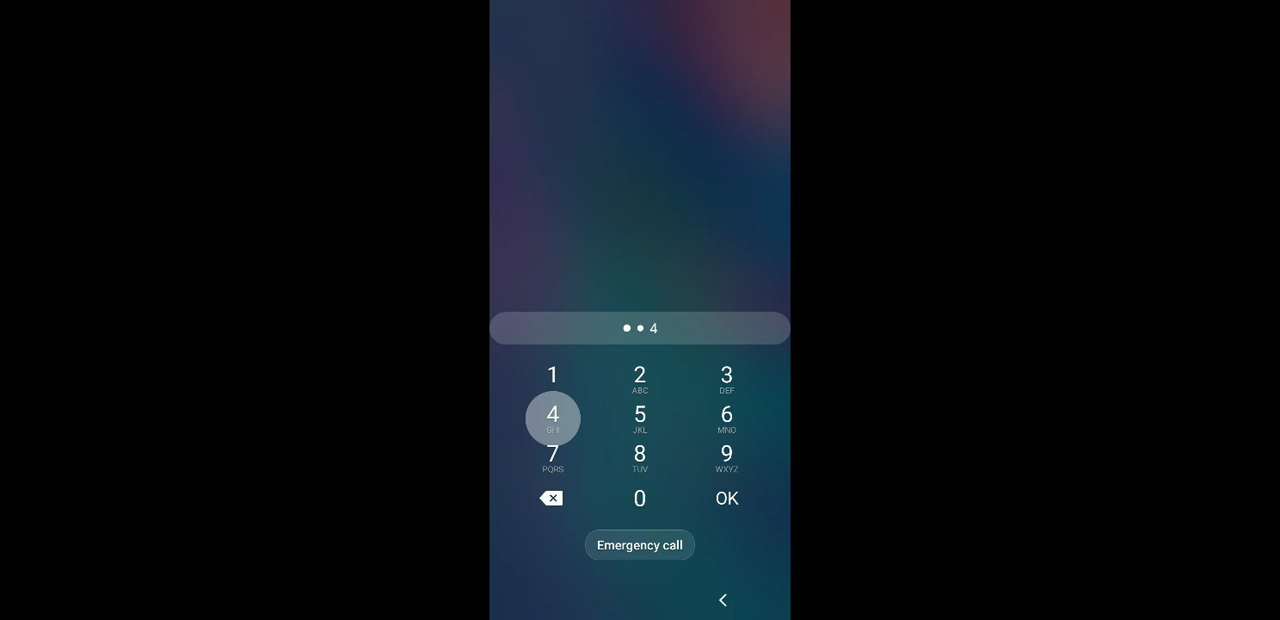 4
1 2 3
ABC DEF
4 5 6
GHI JKL MNO
7 8 9
PQRS TUV WXYZ
0 OK
Emergency call